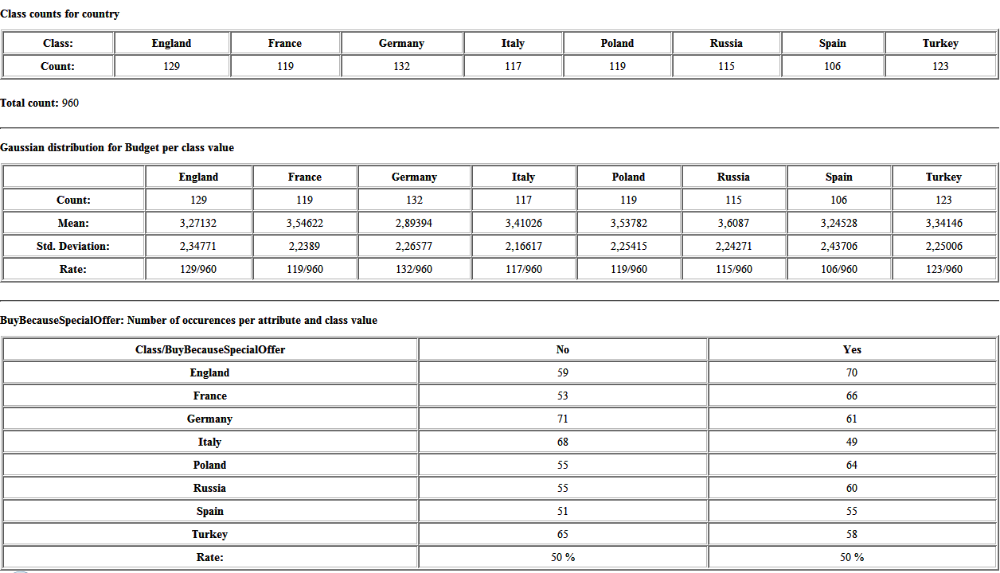 Class counts for country
Class: England France Germany Italy Poland Russia Spain Turkey
Count: 129 119 132 117 119 115 106 123
Total count: 960
Gaussian distribution for Budget per class value
England France Germany Italy Poland Russia Spain Turkey
Count: 129 119 132 117 119 115 106 123
Mean: 3,27132 3,54622 2,89394 3,41026 3,53782 3,6087 3,24528 3,34146
Std. Deviation: 2,34771 2,2389 2,26577 2,16617 2,25415 2,24271 2,43706 2,25006
Rate: 129/960 119/960 132/960 117/960 119/960 115/960 106/960 123/960
BuyBecauseSpecialOffer: Number of occurences per attribute and class value
Class/BuyBecauseSpecialOffer No Yes
England 59 70
France 53 66
Germany 71 61
Italy 68 49
Poland 55 64
Russia 55 60
Spain 51 55
Turkey 65 58
Rate: 50 % 50 %